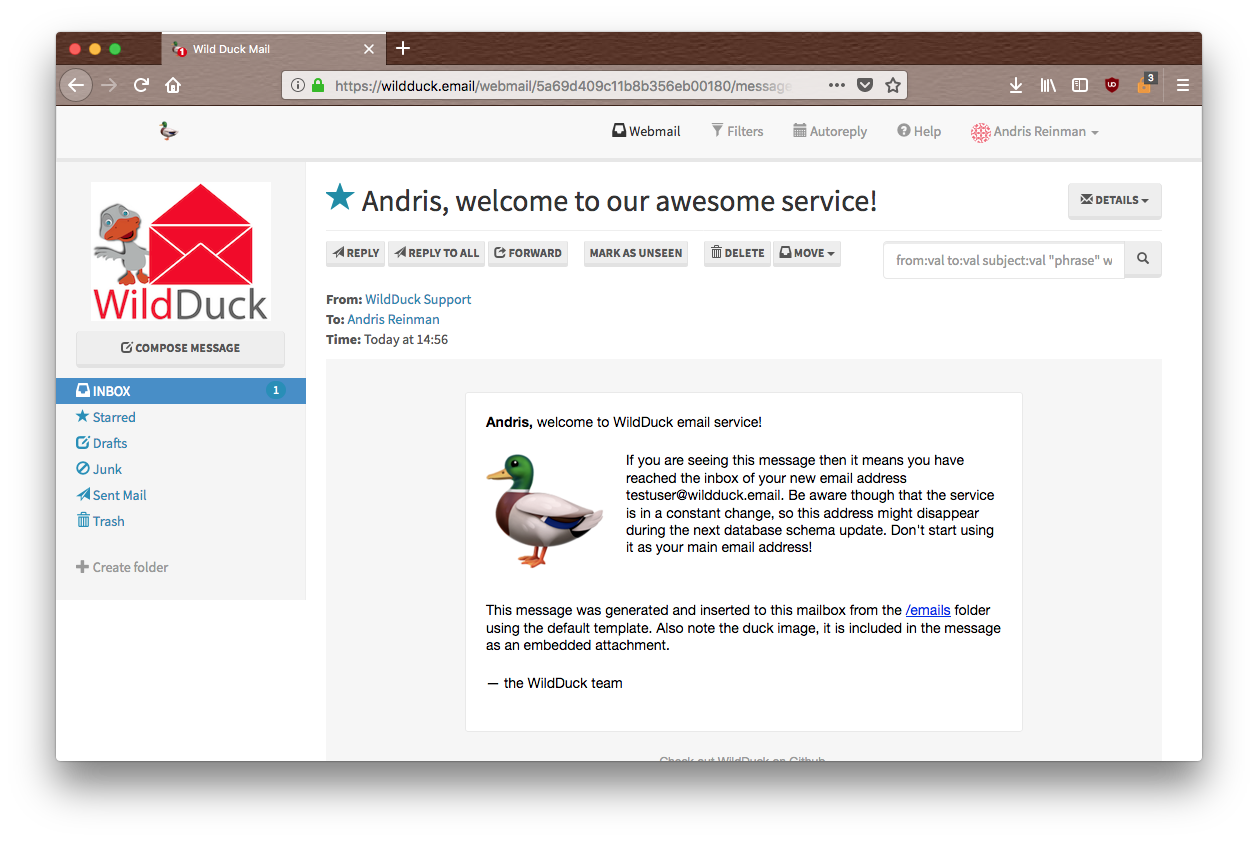 Wild Duck Mail
https://wildduck.email/webmail/5a69d409c11b8b356eb00180/message
3
Webmail
Filters
Autoreply
Help
Andris Reinman
WildDuck
COMPOSE MESSAGE
INBOX 1
Starred
Drafts
Junk
Sent Mail
Trash
Create folder
Andris, welcome to our awesome service!
DETAILS
REPLY
REPLY TO ALL
FORWARD
MARK AS UNSEEN
DELETE
MOVE
from:val to:val subject:val "phrase" w
From: WildDuck Support
To: Andris Reinman
Time: Today at 14:56
Andris, welcome to WildDuck email service!
If you are seeing this message then it means you have
reached the inbox of your new email address
testuser@wildduck.email. Be aware though that the service
is in a constant change, so this address might disappear
during the next database schema update. Don't start using
it as your main email address!
This message was generated and inserted to this mailbox from the /emails folder
using the default template. Also note the duck image, it is included in the message
as an embedded attachment.
— the WildDuck team
Check out WildDuck on Github